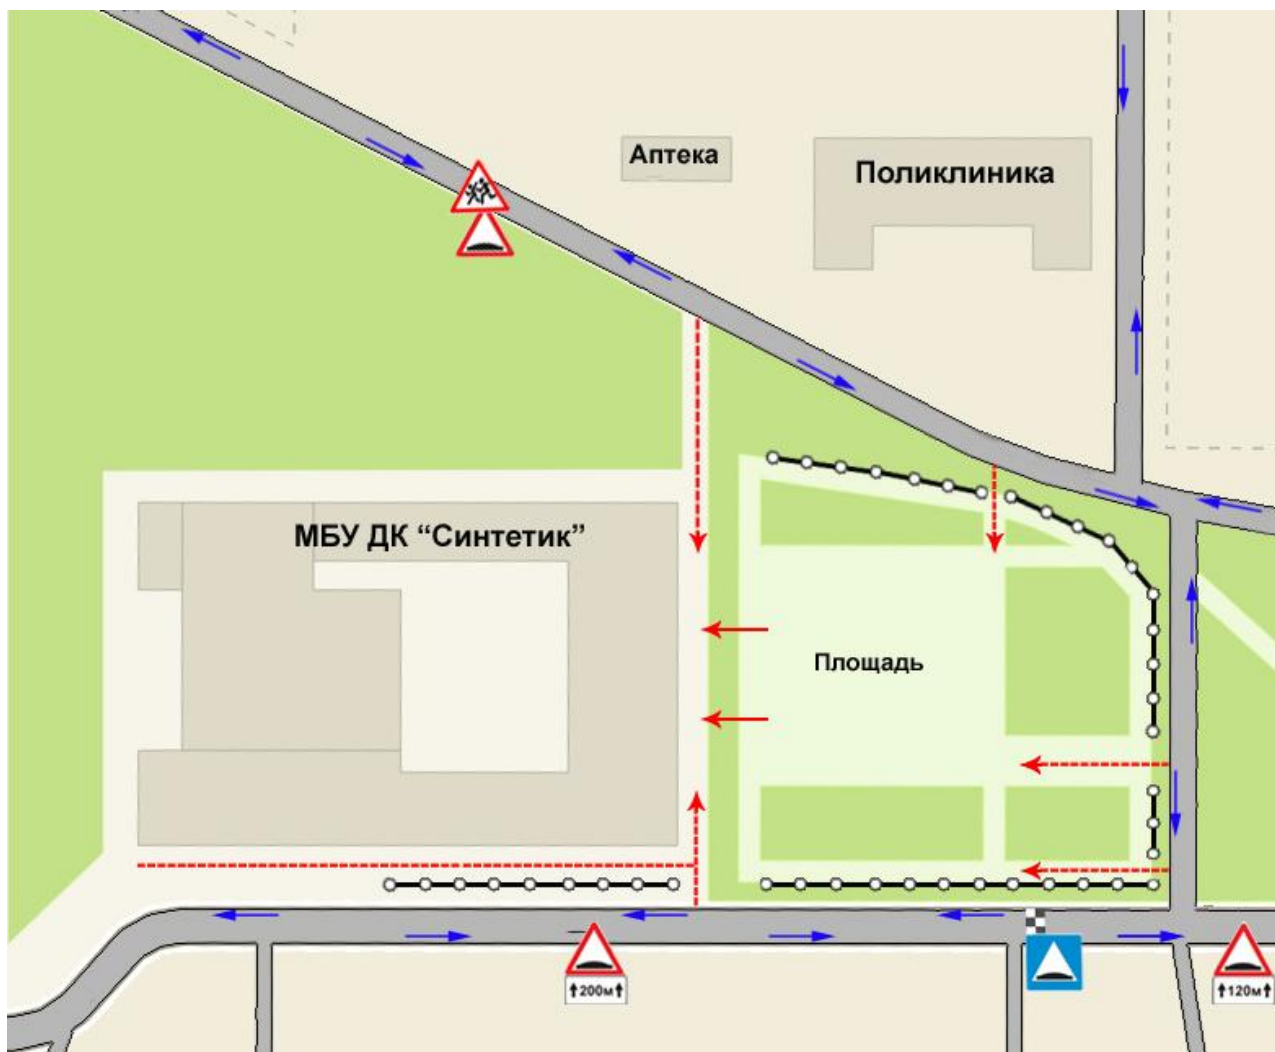 Аптека
Поликлиника
МБУ ДК “Синтетик”
Площадь
200м
120м